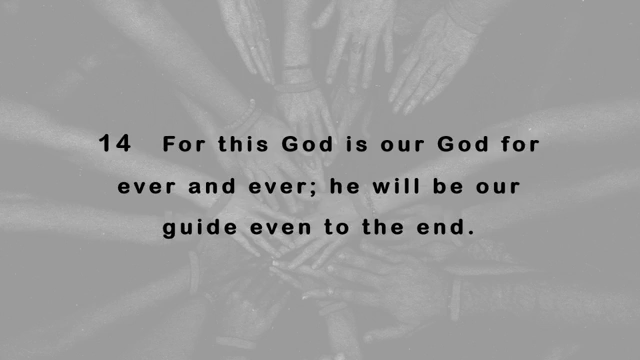 14 For this God is our God for
ever and ever; he will be our
guide even to the end.